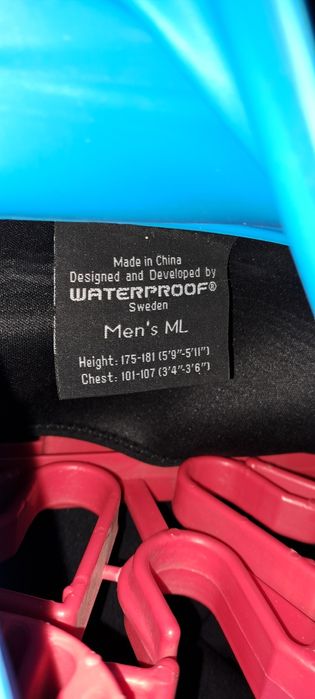 Made in China
Designed and Developed by
WATERPROOF®
Sweden
Men's ML
Height: 175-181 (5'9"-5'11")
Chest: 101-107 (3'4"-3'6")